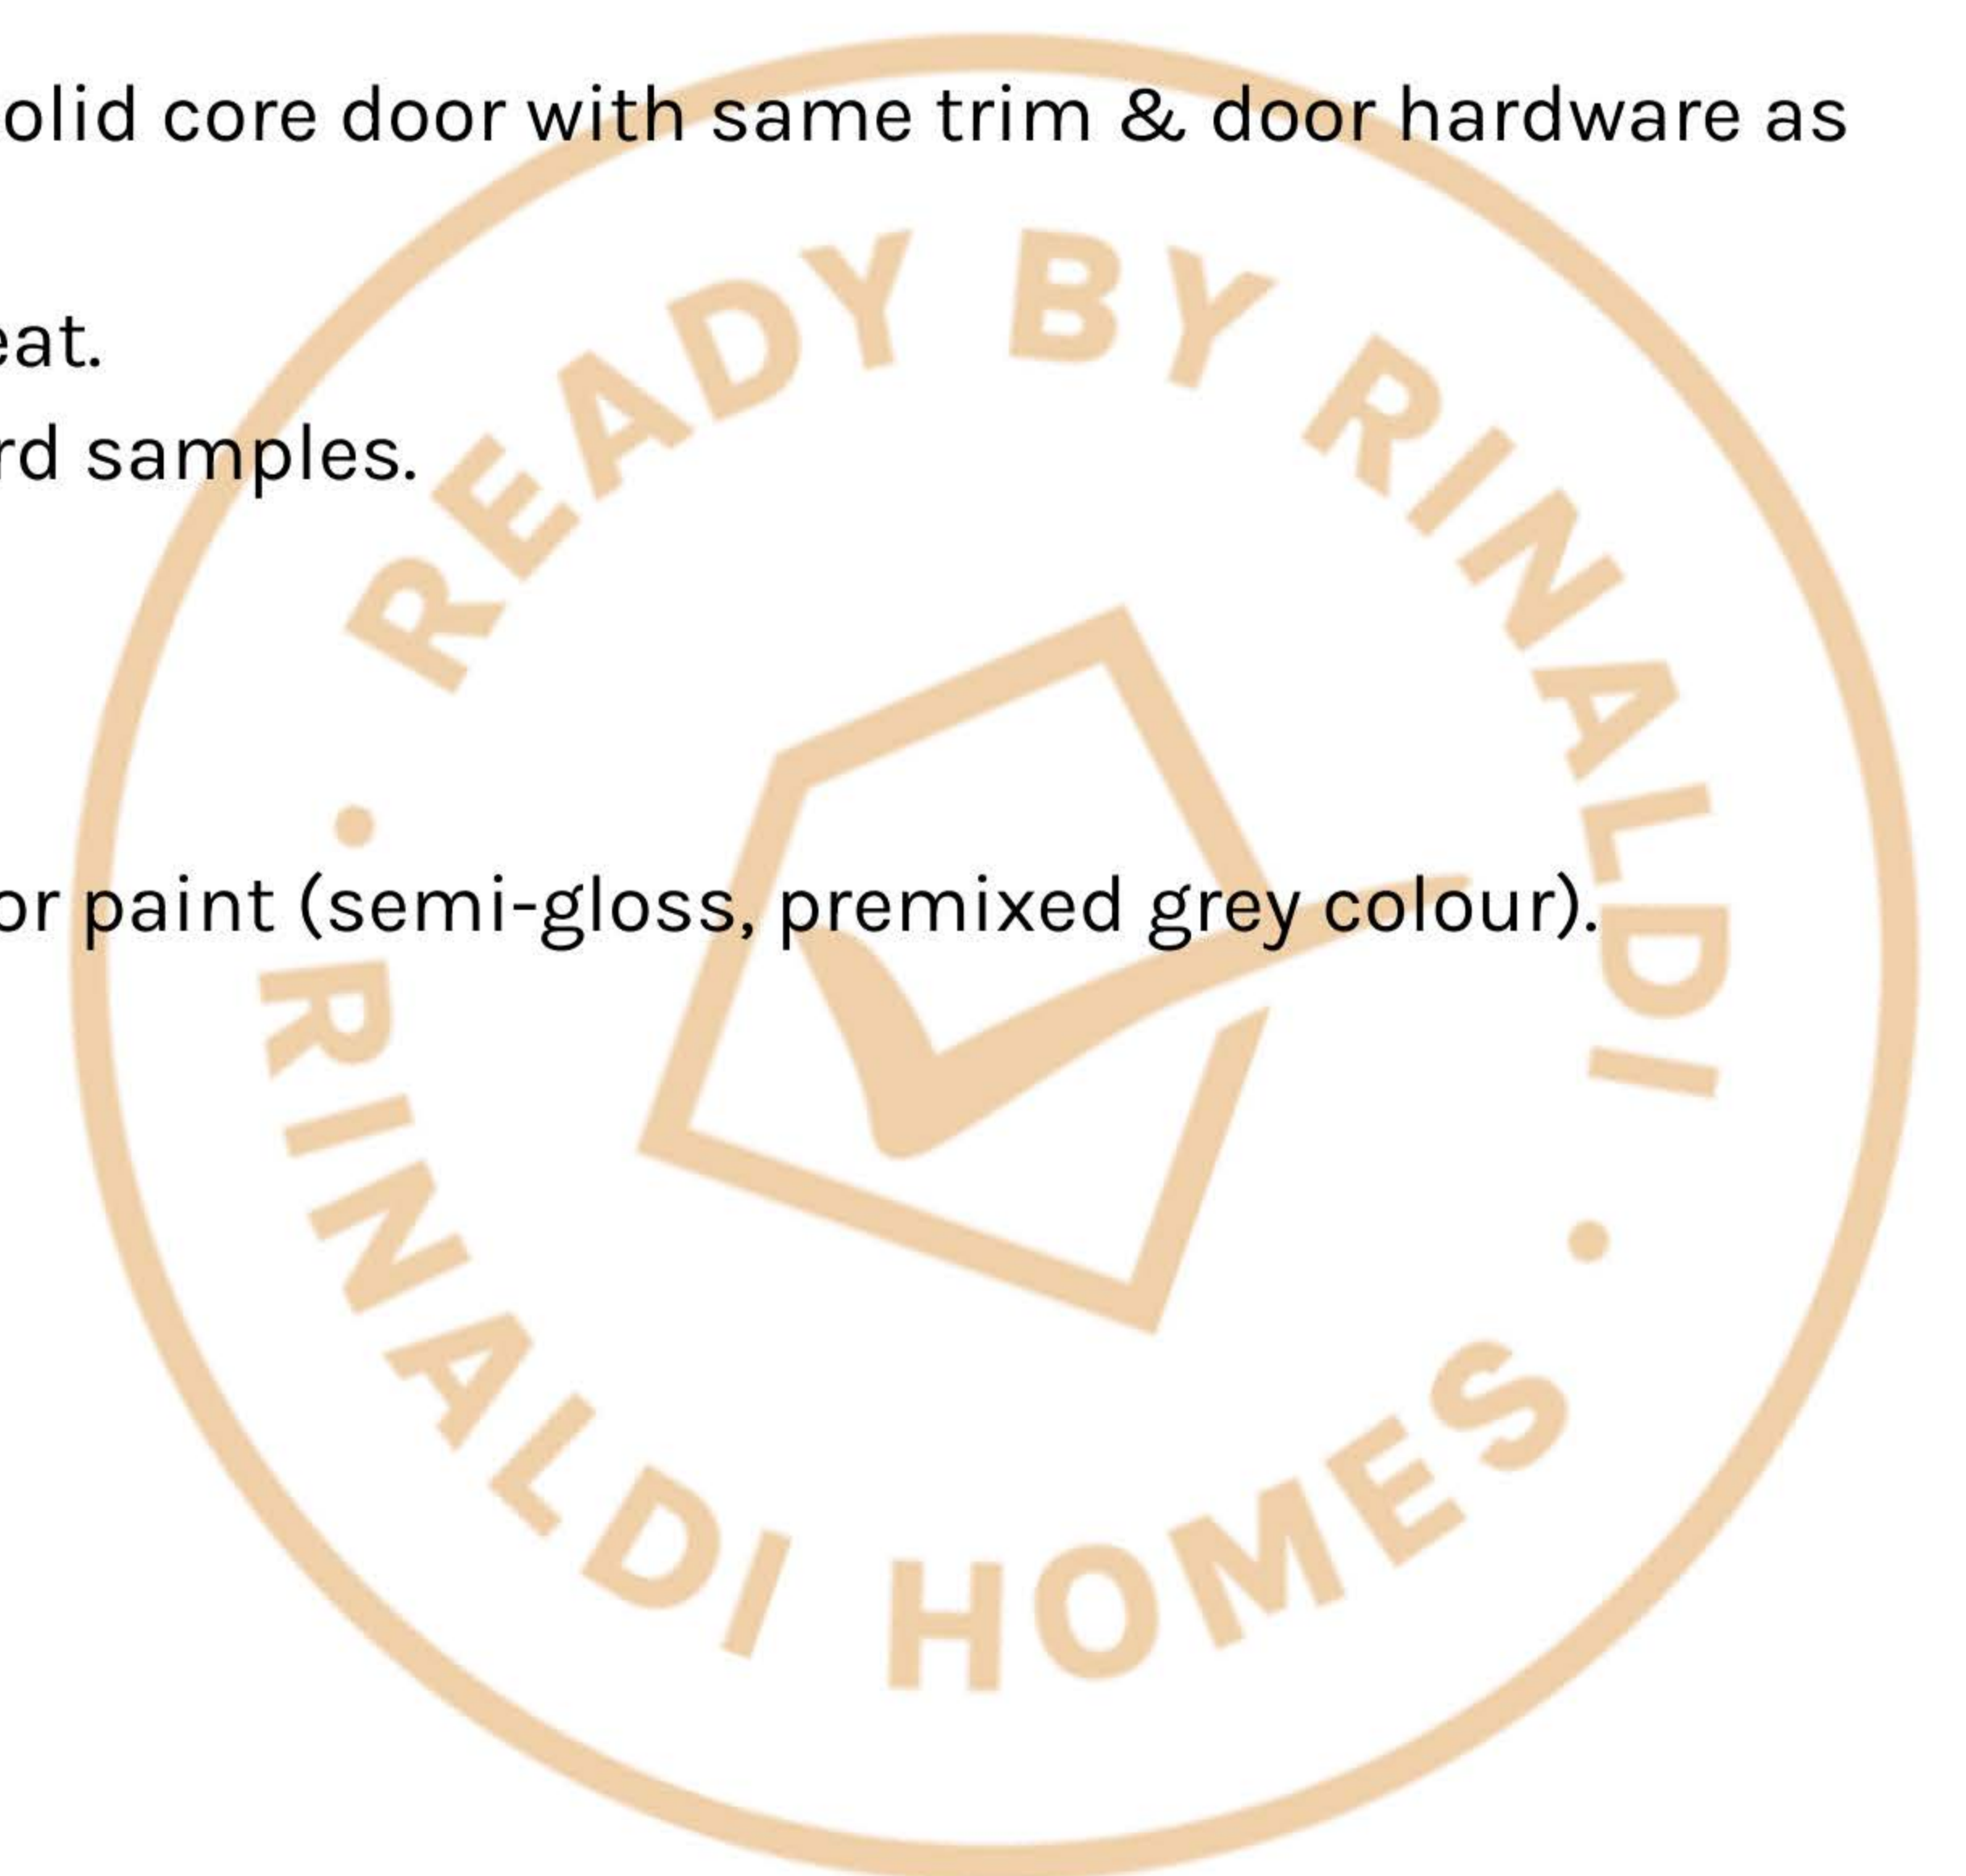 olid core door with same trim & door hardware as
eat.
rd samples.
or paint (semi-gloss, premixed grey colour).
READY BY RINALDI
• RINALDI HOMES •